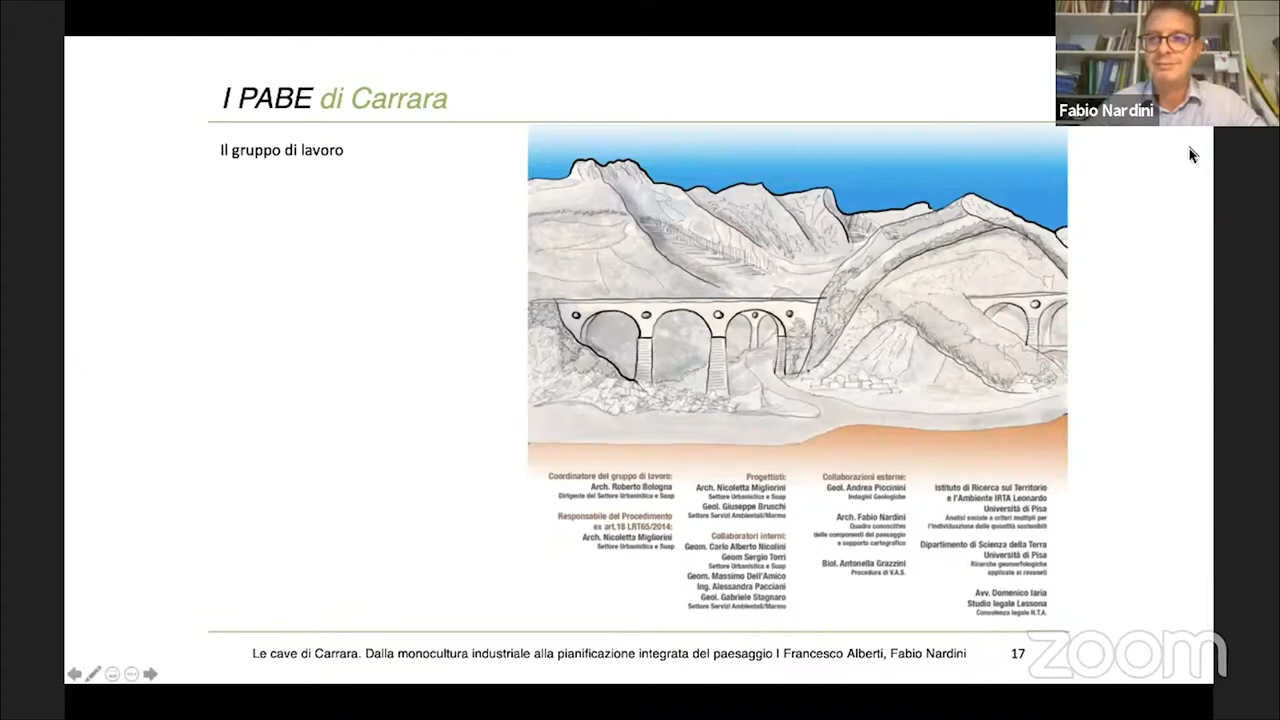 I PABE di Carrara
Fabio Nardini
Il gruppo di lavoro
Coordinatore del gruppo di lavoro:
Arch. Roberto Bologna
Dirigente del Settore Urbanistica e Suap
Responsabile del Procedimento
ex art.18 LRT65/2014:
Arch. Nicoletta Migliorini
Settore Urbanistica e Suap
Progettisti:
Arch. Nicoletta Migliorini
Settore Urbanistica e Suap
Geol. Giuseppe Bruschi
Settore Servizi Ambientali/Marmo
Collaboratori interni:
Geom. Carlo Alberto Nicolini
Geom Sergio Torri
Settore Urbanistica e Suap
Geom. Massimo Dell'Amico
Ing. Alessandra Pacciani
Geol. Gabriele Stagnaro
Settore Servizi Ambientali/Marmo
Collaborazioni esterne:
Geol. Andrea Piccinini
Indagini Geologiche
Arch. Fabio Nardini
Quadro conoscitivo
delle componenti del paesaggio
e supporto cartografico
Biol. Antonella Grazzini
Procedura di V.A.S.
Istituto di Ricerca sul Territorio
e l'Ambiente IRTA Leonardo
Università di Pisa
Analisi sociale a criteri multipli per
l'individuazione delle quantità sostenibili
Dipartimento di Scienza della Terra
Università di Pisa
Ricerche geomorfologiche
applicate ai ravaneti
Avv. Domenico Iaria
Studio legale Lessona
Consulenza legale N.T.A.
Le cave di Carrara. Dalla monocultura industriale alla pianificazione integrata del paesaggio I Francesco Alberti, Fabio Nardini
17
zoom